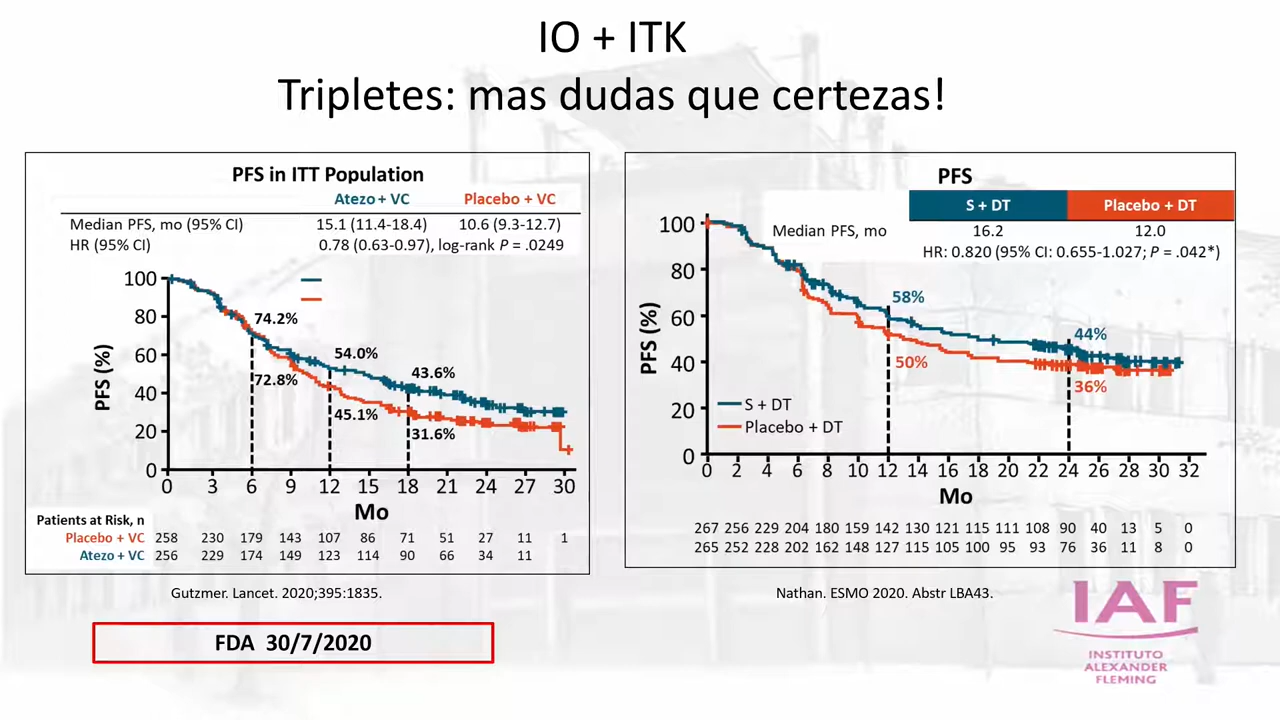 IO + ITK
Tripletes: mas dudas que certezas!
PFS in ITT Population
Atezo + VC Placebo + VC
Median PFS, mo (95% CI) 15.1 (11.4-18.4) 10.6 (9.3-12.7)
HR (95% CI) 0.78 (0.63-0.97), log-rank P = .0249
PFS (%)
100
80
60
40
20
0
74.2%
72.8%
54.0%
45.1%
43.6%
31.6%
0 3 6 9 12 15 18 21 24 27 30
Mo
Patients at Risk, n
Placebo + VC 258 230 179 143 107 86 71 51 27 11 1
Atezo + VC 256 229 174 149 123 114 90 66 34 11
Gutzmer. Lancet. 2020;395:1835.
FDA 30/7/2020
PFS
S + DT Placebo + DT
Median PFS, mo 16.2 12.0
HR: 0.820 (95% CI: 0.655-1.027; P = .042*)
PFS (%)
100
80
60
40
20
0
58%
50%
44%
36%
S + DT
Placebo + DT
0 2 4 6 8 10 12 14 16 18 20 22 24 26 28 30 32
Mo
267 256 229 204 180 159 142 130 121 115 111 108 90 40 13 5 0
265 252 228 202 162 148 127 115 105 100 95 93 76 36 11 8 0
Nathan. ESMO 2020. Abstr LBA43.
IAF
INSTITUTO
ALEXANDER
FLEMING